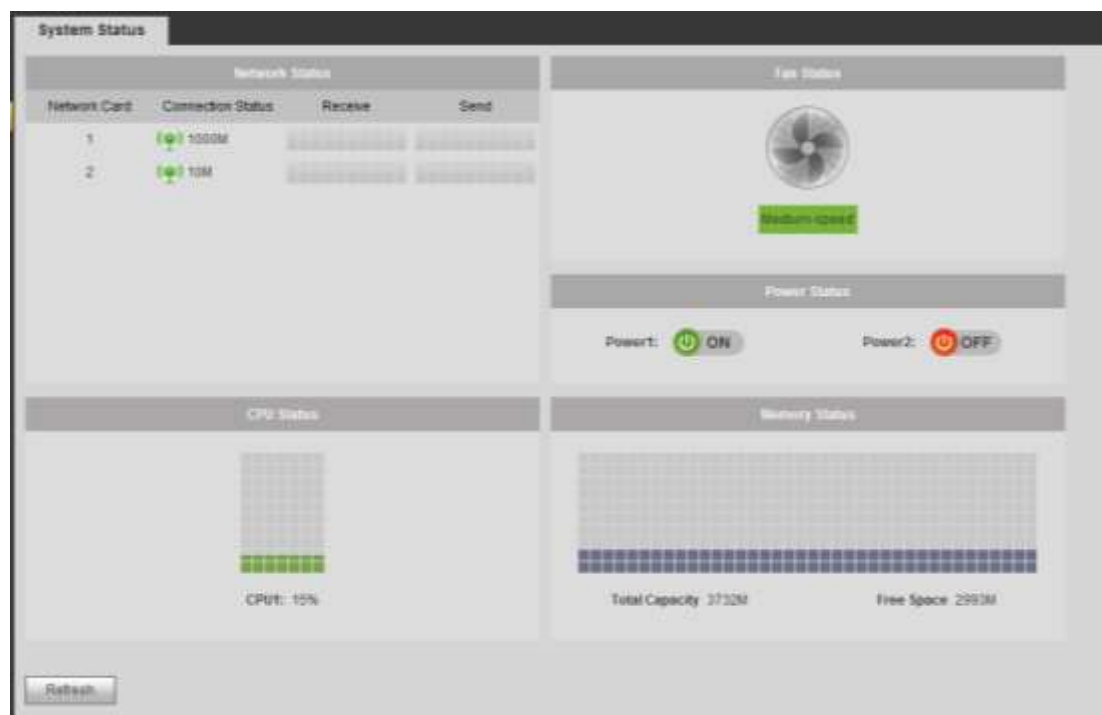 System Status
Network Status
Network Card Connection Status Receive Send
1 1000M
2 10M
Fan Status
Medium-speed
Power Status
Power1: ON Power2: OFF
CPU Status
CPU1: 15%
Memory Status
Total Capacity 3732M Free Space 2993M
Refresh